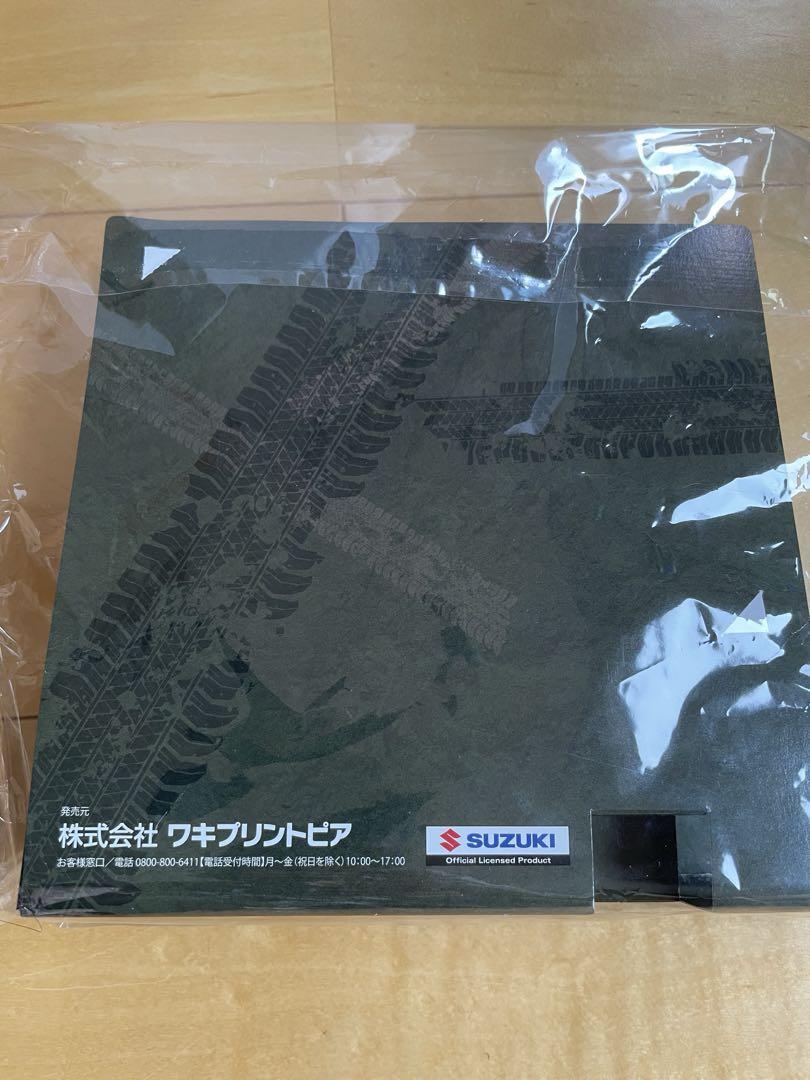 発売元
株式会社 ワキプリントピア
お客様窓口／電話 0800-800-6411【電話受付時間】月～金（祝日を除く）10:00～17:00
SUZUKI
Official Licensed Product